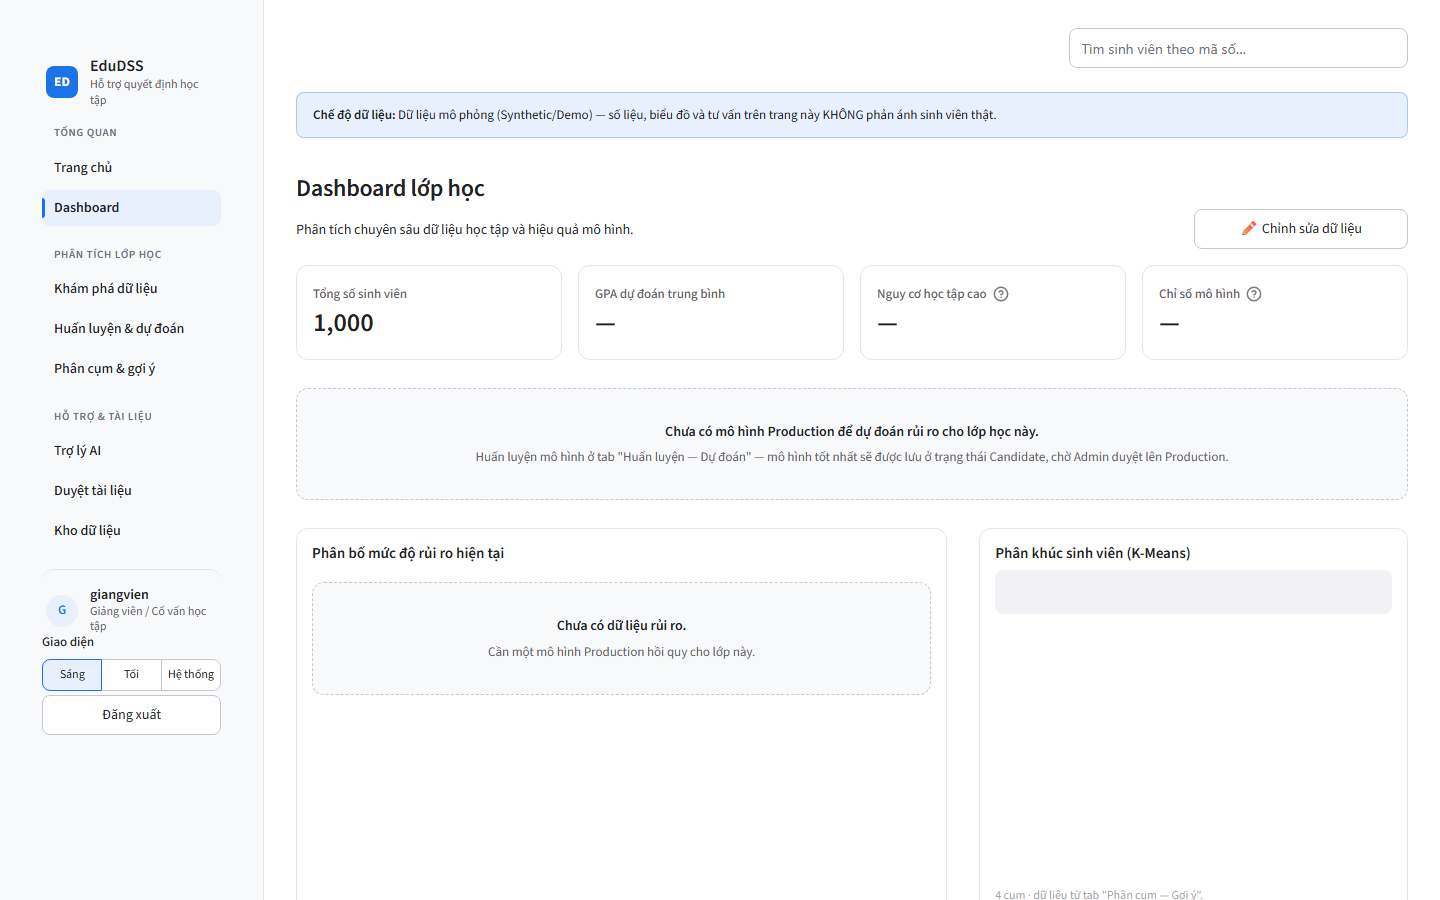 ED
EduDSS
Hỗ trợ quyết định học
tập
TỔNG QUAN
Trang chủ
Dashboard
PHÂN TÍCH LỚP HỌC
Khám phá dữ liệu
Huấn luyện & dự đoán
Phân cụm & gợi ý
HỖ TRỢ & TÀI LIỆU
Trợ lý AI
Duyệt tài liệu
Kho dữ liệu
G
giangvien
Giảng viên / Cố vấn học
tập
Giao diện
Sáng
Tối
Hệ thống
Đăng xuất
Tìm sinh viên theo mã số...
Chế độ dữ liệu: Dữ liệu mô phỏng (Synthetic/Demo) — số liệu, biểu đồ và tư vấn trên trang này KHÔNG phản ánh sinh viên thật.
Dashboard lớp học
Phân tích chuyên sâu dữ liệu học tập và hiệu quả mô hình.
Chỉnh sửa dữ liệu
Tổng số sinh viên
1,000
GPA dự đoán trung bình
—
Nguy cơ học tập cao ?
—
Chỉ số mô hình ?
—
Chưa có mô hình Production để dự đoán rủi ro cho lớp học này.
Huấn luyện mô hình ở tab "Huấn luyện — Dự đoán" — mô hình tốt nhất sẽ được lưu ở trạng thái Candidate, chờ Admin duyệt lên Production.
Phân bố mức độ rủi ro hiện tại
Chưa có dữ liệu rủi ro.
Cần một mô hình Production hồi quy cho lớp này.
Phân khúc sinh viên (K-Means)
4 cụm · dữ liệu từ tab "Phân cụm — Gợi ý".